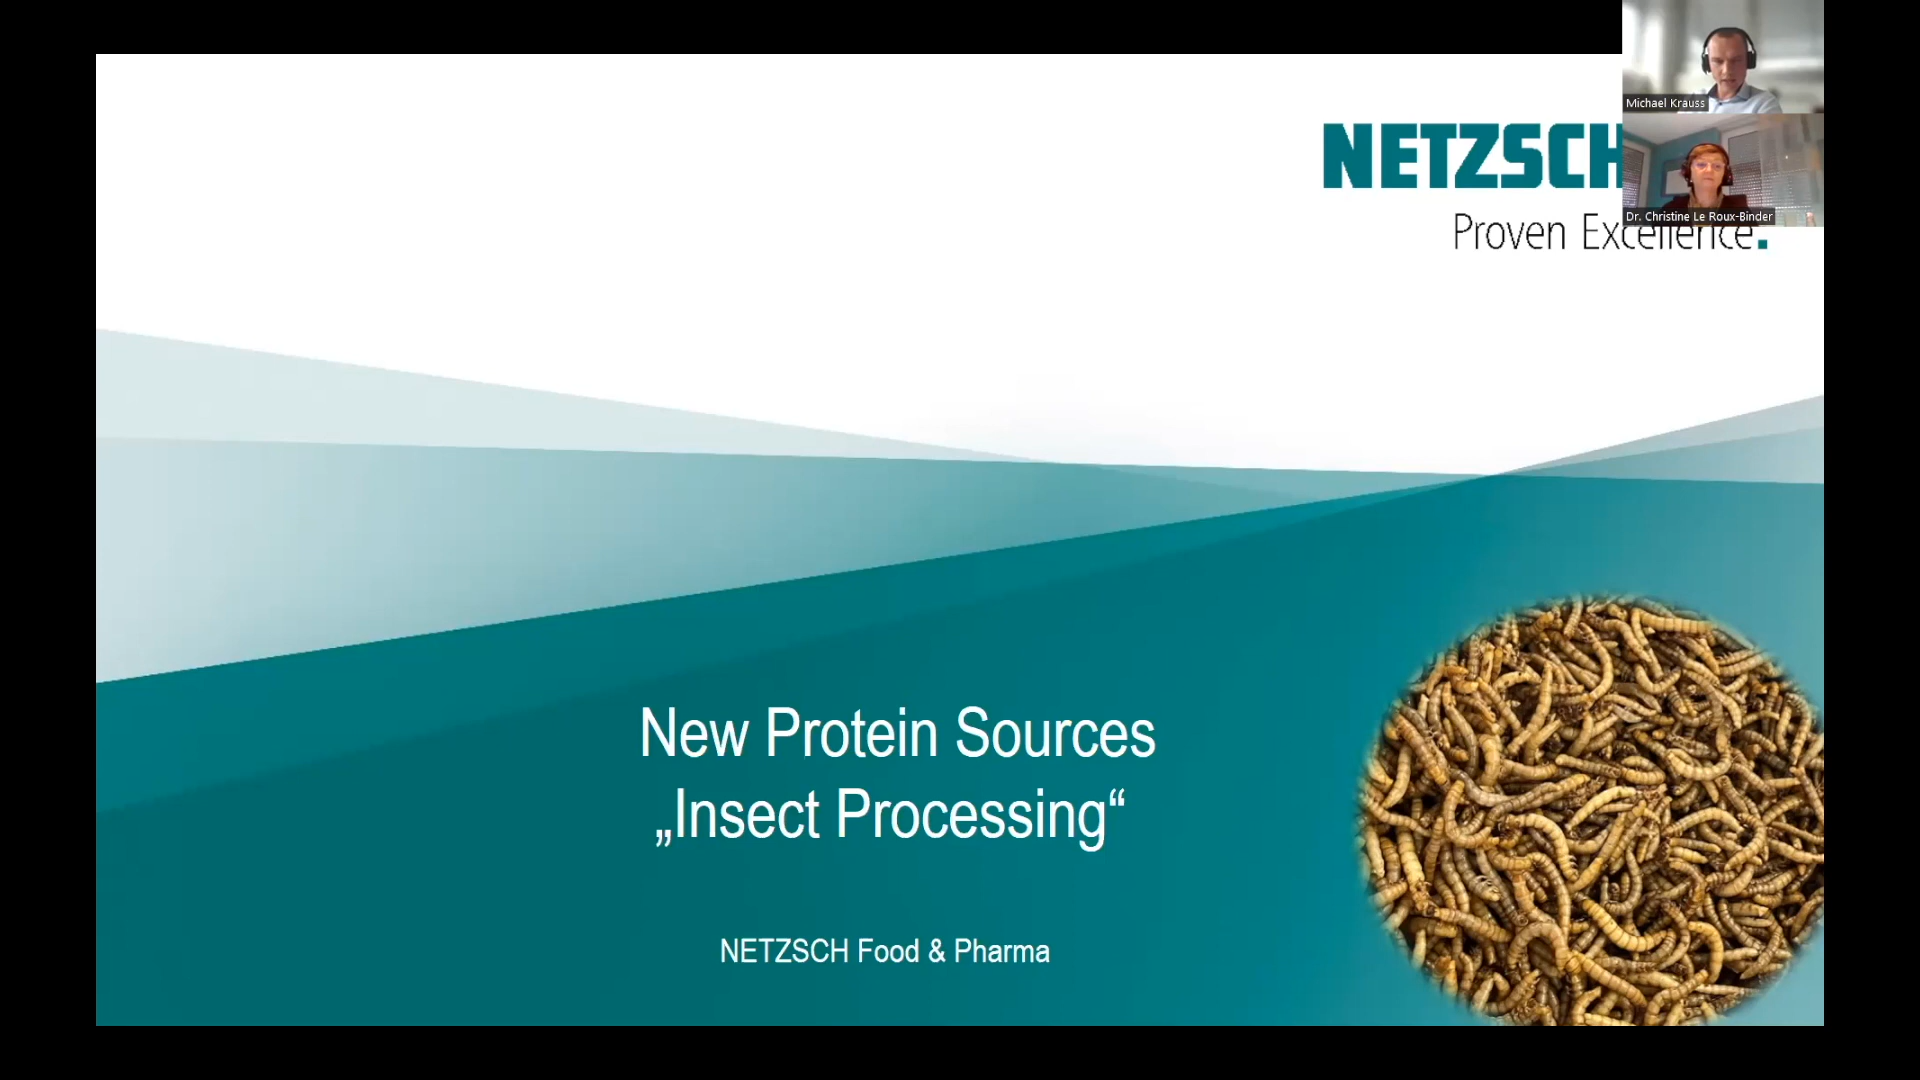 Michael Krauss
NETZSCH
Dr. Christine Le Roux-Binder
Proven Excellence.
New Protein Sources
„Insect Processing“
NETZSCH Food & Pharma